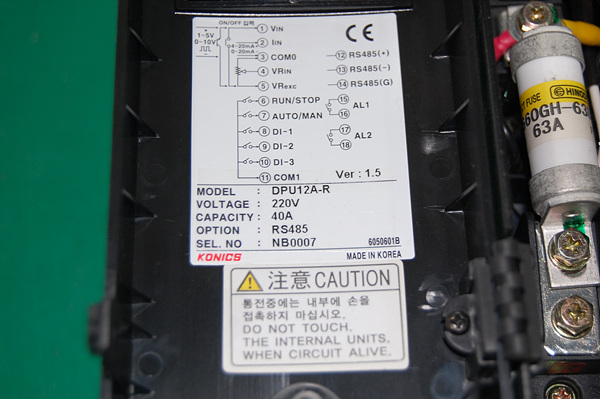 ON/OFF 입력
1~5V
0~10V
4~20mA
0~20mA
1 VIN
2 IIN
3 COM0
4 VRIN
5 VREXC
CE
12 RS485(+)
13 RS485(-)
14 RS485(G)
6 RUN/STOP
7 AUTO/MAN
8 DI-1
9 DI-2
10 DI-3
11 COM1
15
16
AL1
17
18
AL2
Ver : 1.5
MODEL : DPU12A-R
VOLTAGE : 220V
CAPACITY : 40A
OPTION : RS485
SEL. NO : NB0007
6050601B
KONICS
MADE IN KOREA
注意 CAUTION
통전중에는 내부에 손을
접촉하지 마십시오.
DO NOT TOUCH,
THE INTERNAL UNITS,
WHEN CIRCUIT ALIVE.
FUSE
63A